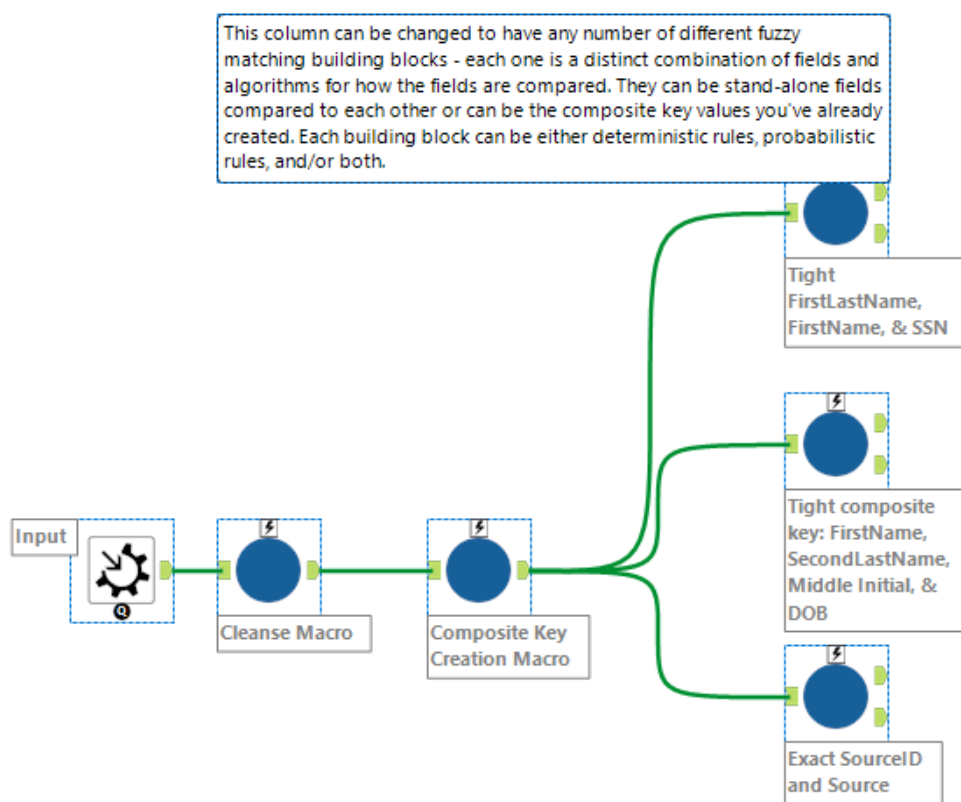 This column can be changed to have any number of different fuzzy
matching building blocks - each one is a distinct combination of fields and
algorithms for how the fields are compared. They can be stand-alone fields
compared to each other or can be the composite key values you've already
created. Each building block can be either deterministic rules, probabilistic
rules, and/or both.
Tight
FirstLastName,
FirstName, & SSN
Tight composite
key: FirstName,
SecondLastName,
Middle Initial, &
DOB
Input
Q
Cleanse Macro
Composite Key
Creation Macro
Exact SourceID
and Source